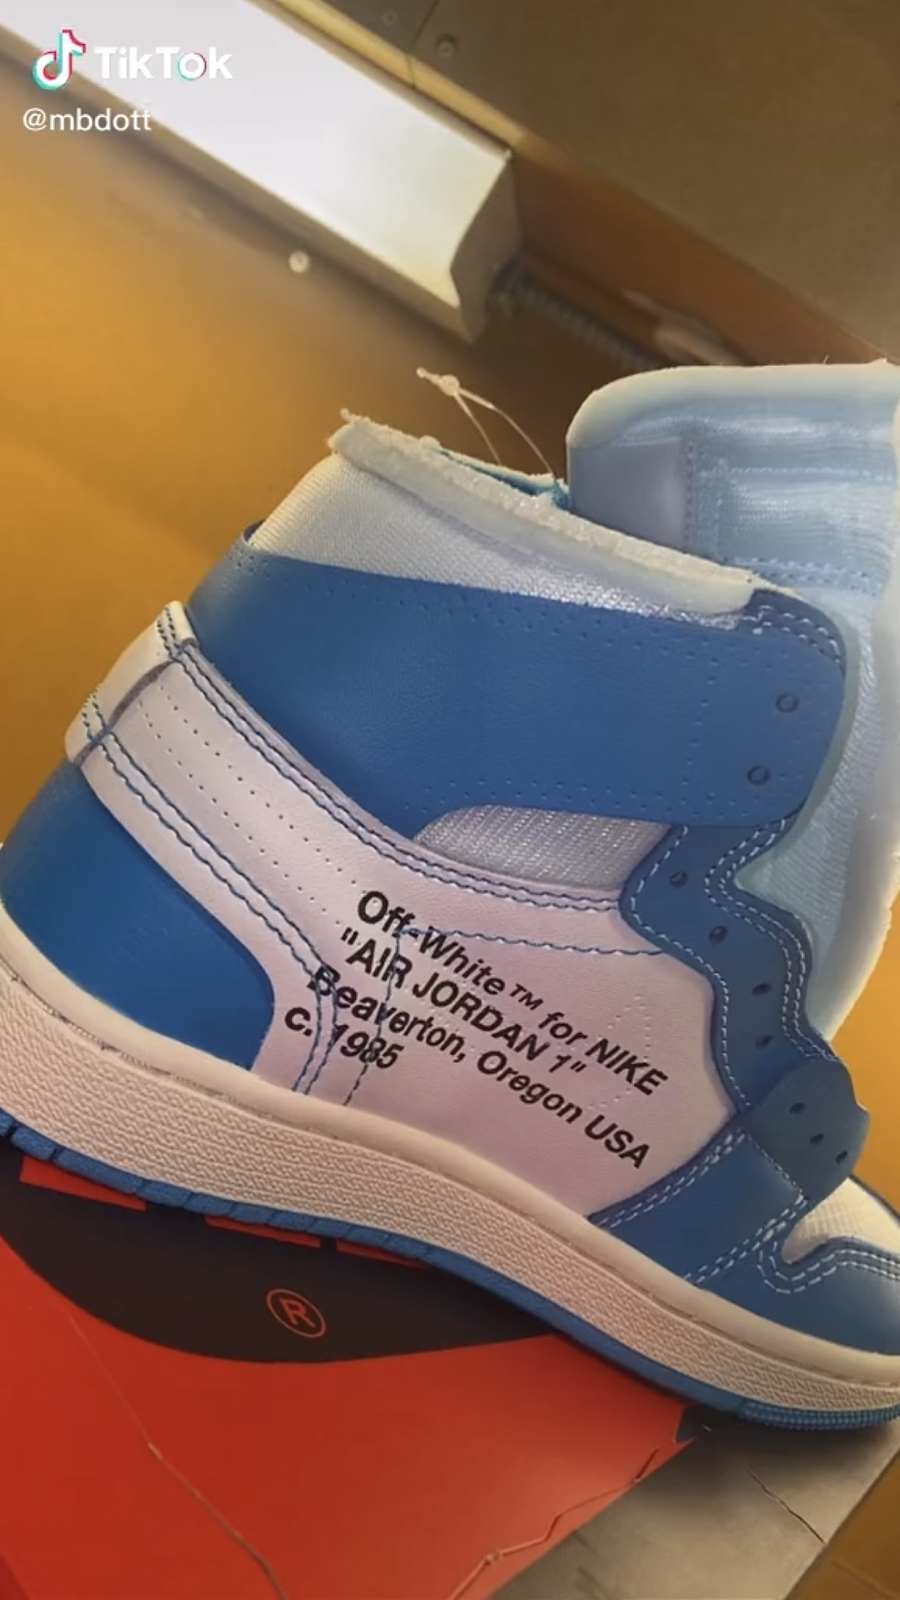 TikTok
@mbdott
Off-White™ for NIKE
"AIR JORDAN 1"
Beaverton, Oregon USA
c. 1985
®